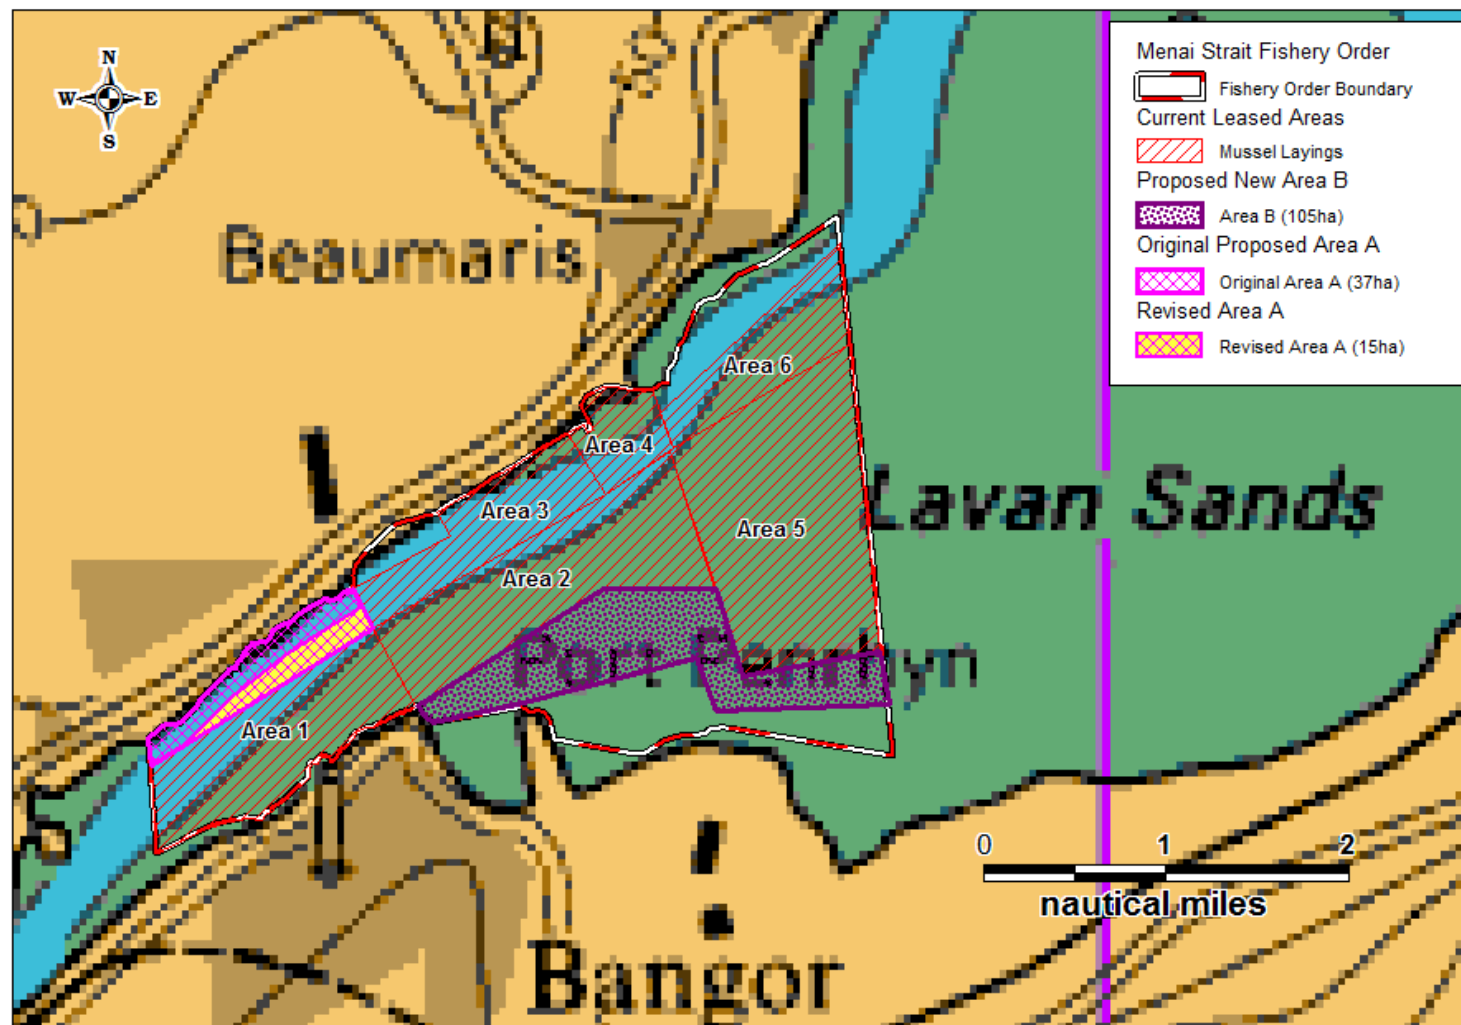 N
W E
S
Menai Strait Fishery Order
Fishery Order Boundary
Current Leased Areas
Mussel Layings
Proposed New Area B
Area B (105ha)
Original Proposed Area A
Original Area A (37ha)
Revised Area A
Revised Area A (15ha)
Beaumaris
Area 6
Area 4
Area 3
Lavan Sands
Area 5
Area 2
Port Penrhyn
Area 1
0 1 2
nautical miles
Bangor